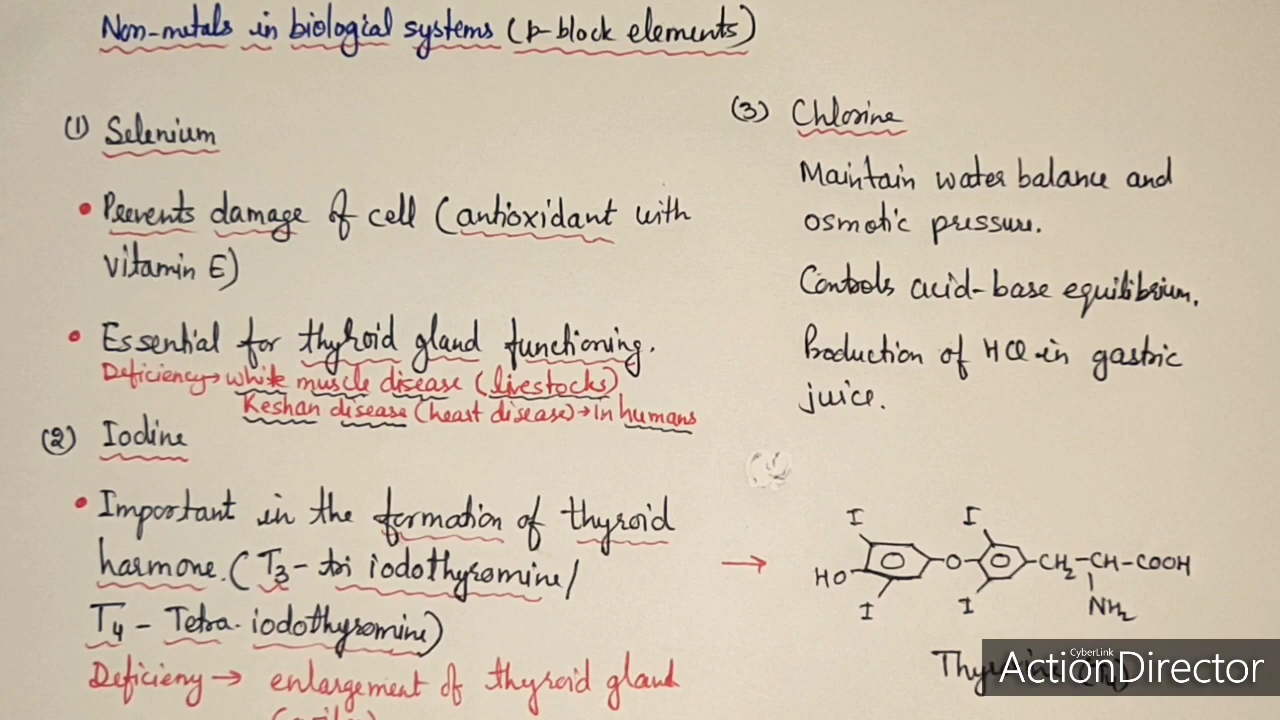 Non-metals in biological systems (p-block elements)
(1) Selenium
• Prevents damage of cell (antioxidant with
vitamin E)
• Essential for thyroid gland functioning.
Deficiency → white muscle disease (livestocks)
Keshan disease (heart disease) → In humans
(2) Iodine
• Important in the formation of thyroid
harmone. (T3 - tri iodothyromine/
T4 - Tetra-iodothyromine)
Deficieny → enlargement of thyroid gland
(3) Chlorine
Maintain water balance and
osmotic pressure.
Controls acid-base equilibrium.
Production of HCl in gastric
juice.
→
I I
HO O CH2-CH-COOH
I I NH2
CyberLink
ActionDirector